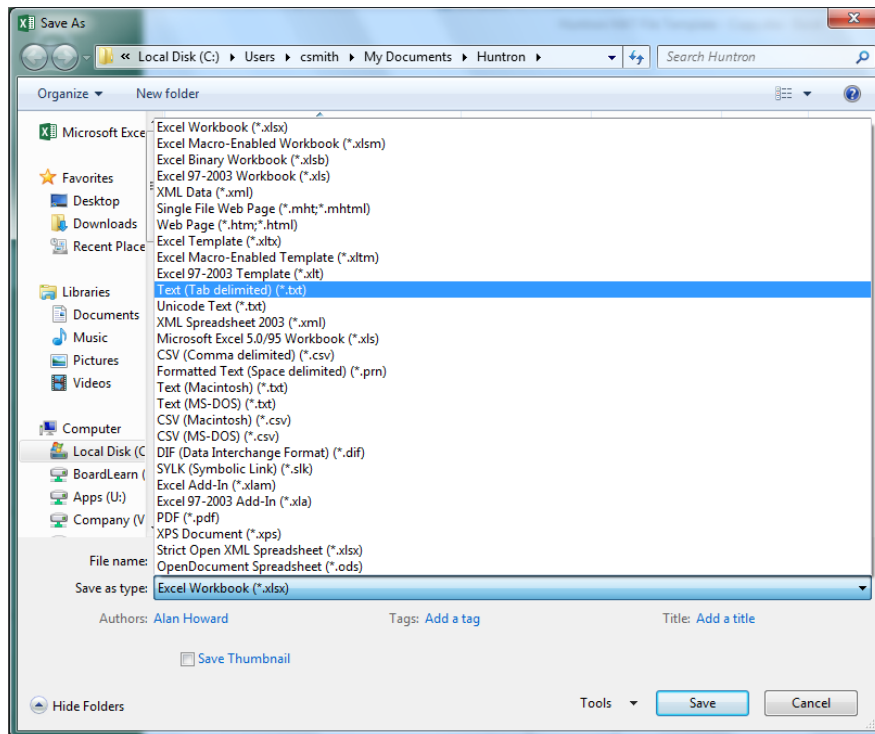 Save As
« Local Disk (C:) ▸ Users ▸ csmith ▸ My Documents ▸ Huntron ▸
Search Huntron
Organize ▾ New folder
Microsoft Exce
Favorites
Desktop
Downloads
Recent Place
Libraries
Documents
Music
Pictures
Videos
Computer
Local Disk (C
BoardLearn (
Apps (U:)
Company (V
Excel Workbook (*.xlsx)
Excel Macro-Enabled Workbook (*.xlsm)
Excel Binary Workbook (*.xlsb)
Excel 97-2003 Workbook (*.xls)
XML Data (*.xml)
Single File Web Page (*.mht;*.mhtml)
Web Page (*.htm;*.html)
Excel Template (*.xltx)
Excel Macro-Enabled Template (*.xltm)
Excel 97-2003 Template (*.xlt)
Text (Tab delimited) (*.txt)
Unicode Text (*.txt)
XML Spreadsheet 2003 (*.xml)
Microsoft Excel 5.0/95 Workbook (*.xls)
CSV (Comma delimited) (*.csv)
Formatted Text (Space delimited) (*.prn)
Text (Macintosh) (*.txt)
Text (MS-DOS) (*.txt)
CSV (Macintosh) (*.csv)
CSV (MS-DOS) (*.csv)
DIF (Data Interchange Format) (*.dif)
SYLK (Symbolic Link) (*.slk)
Excel Add-In (*.xlam)
Excel 97-2003 Add-In (*.xla)
PDF (*.pdf)
XPS Document (*.xps)
Strict Open XML Spreadsheet (*.xlsx)
OpenDocument Spreadsheet (*.ods)
File name:
Save as type: Excel Workbook (*.xlsx)
Authors: Alan Howard Tags: Add a tag Title: Add a title
Save Thumbnail
Hide Folders Tools ▾ Save Cancel